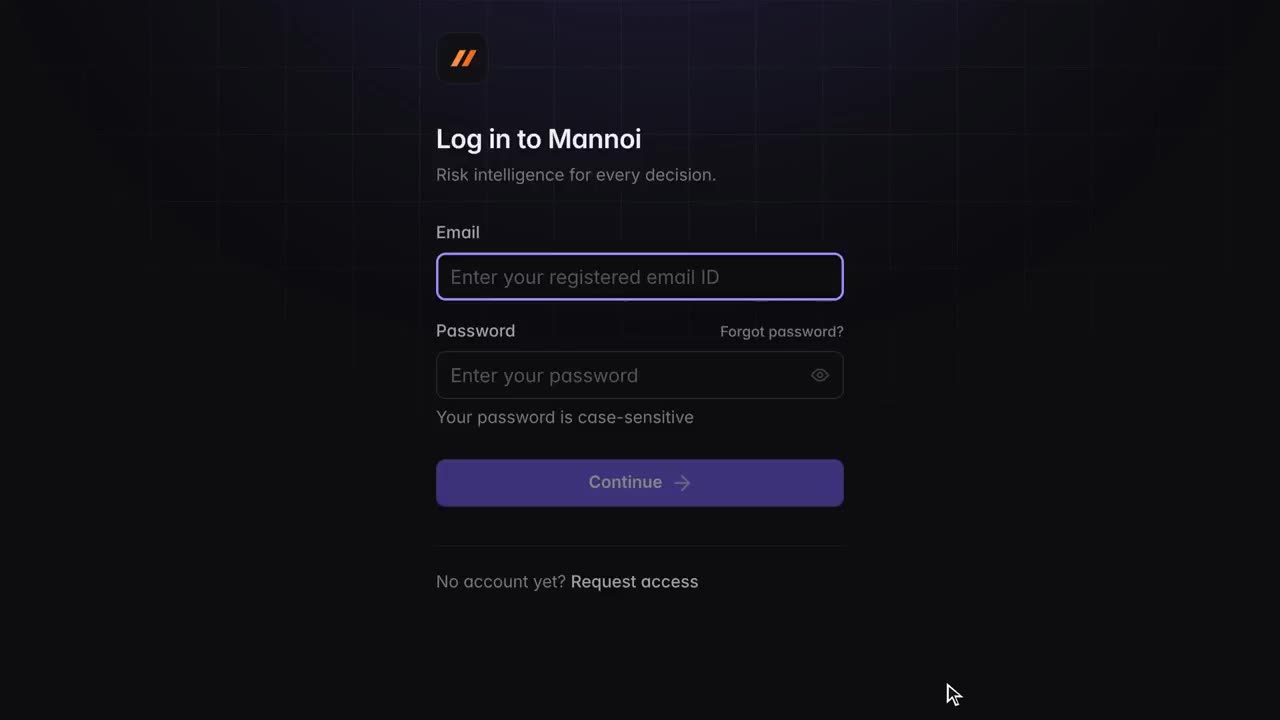 Log in to Mannoi
Risk intelligence for every decision.
Email
Enter your registered email ID
Password
Forgot password?
Enter your password
Your password is case-sensitive
Continue
No account yet? Request access